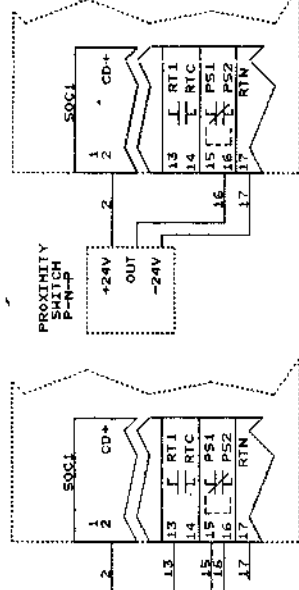 SOC1
1
2 CD+
13 RT1
14 RTC
15 PS1
16 PS2
17 RTN
2
16
17
PROXIMITY
SWITCH
P-N-P
+24V
OUT
-24V
SOC1
1
2 CD+
13 RT1
14 RTC
15 PS1
16 PS2
17 RTN
2
13
15
16
17